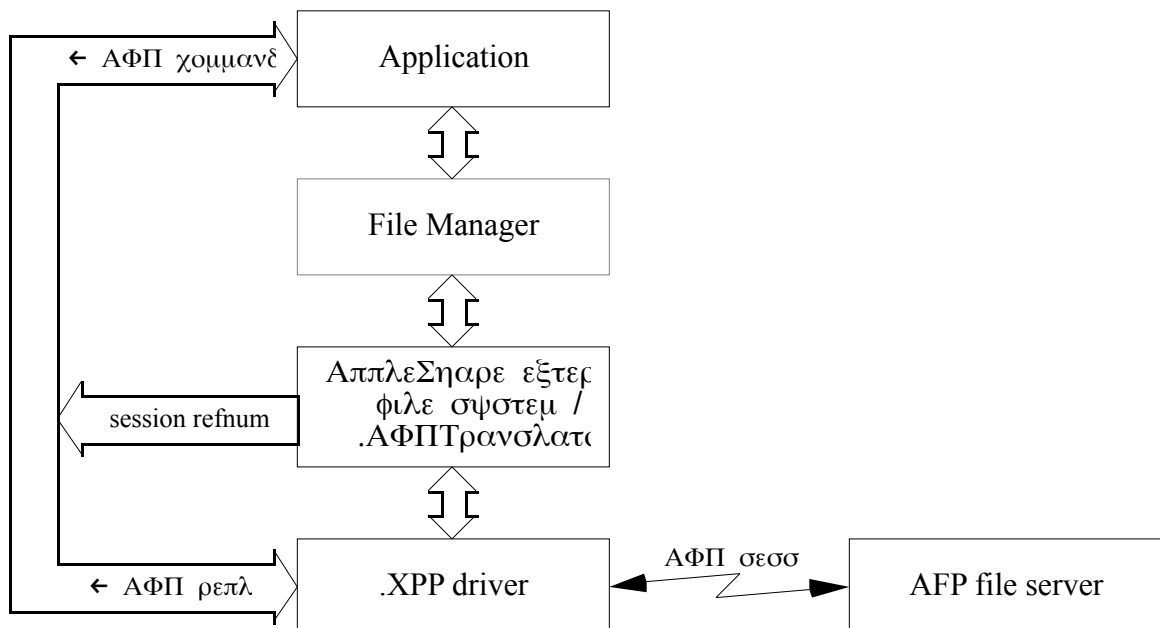 ← ΑΦΠ χομμανδ
Application
File Manager
ΑππλεΣηαρε εξτερ
φιλε σψστεμ /
.ΑΦΠΤρανσλατο
session refnum
← ΑΦΠ ρεπλ
.XPP driver
ΑΦΠ σεσσ
AFP file server